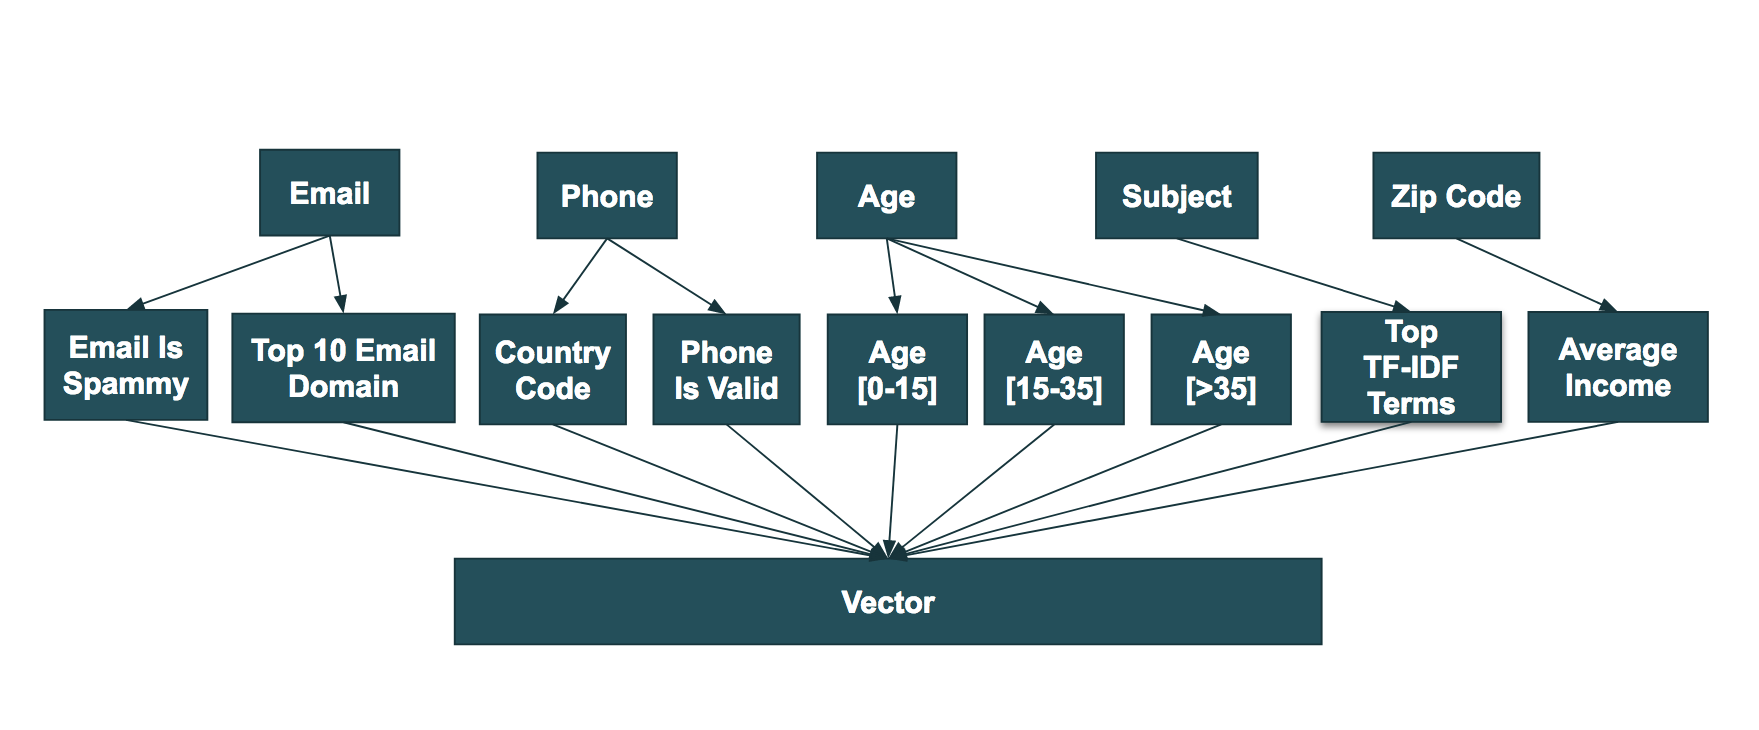 Email
Phone
Age
Subject
Zip Code
Email Is
Spammy
Top 10 Email
Domain
Country
Code
Phone
Is Valid
Age
[0-15]
Age
[15-35]
Age
[>35]
Top
TF-IDF
Terms
Average
Income
Vector